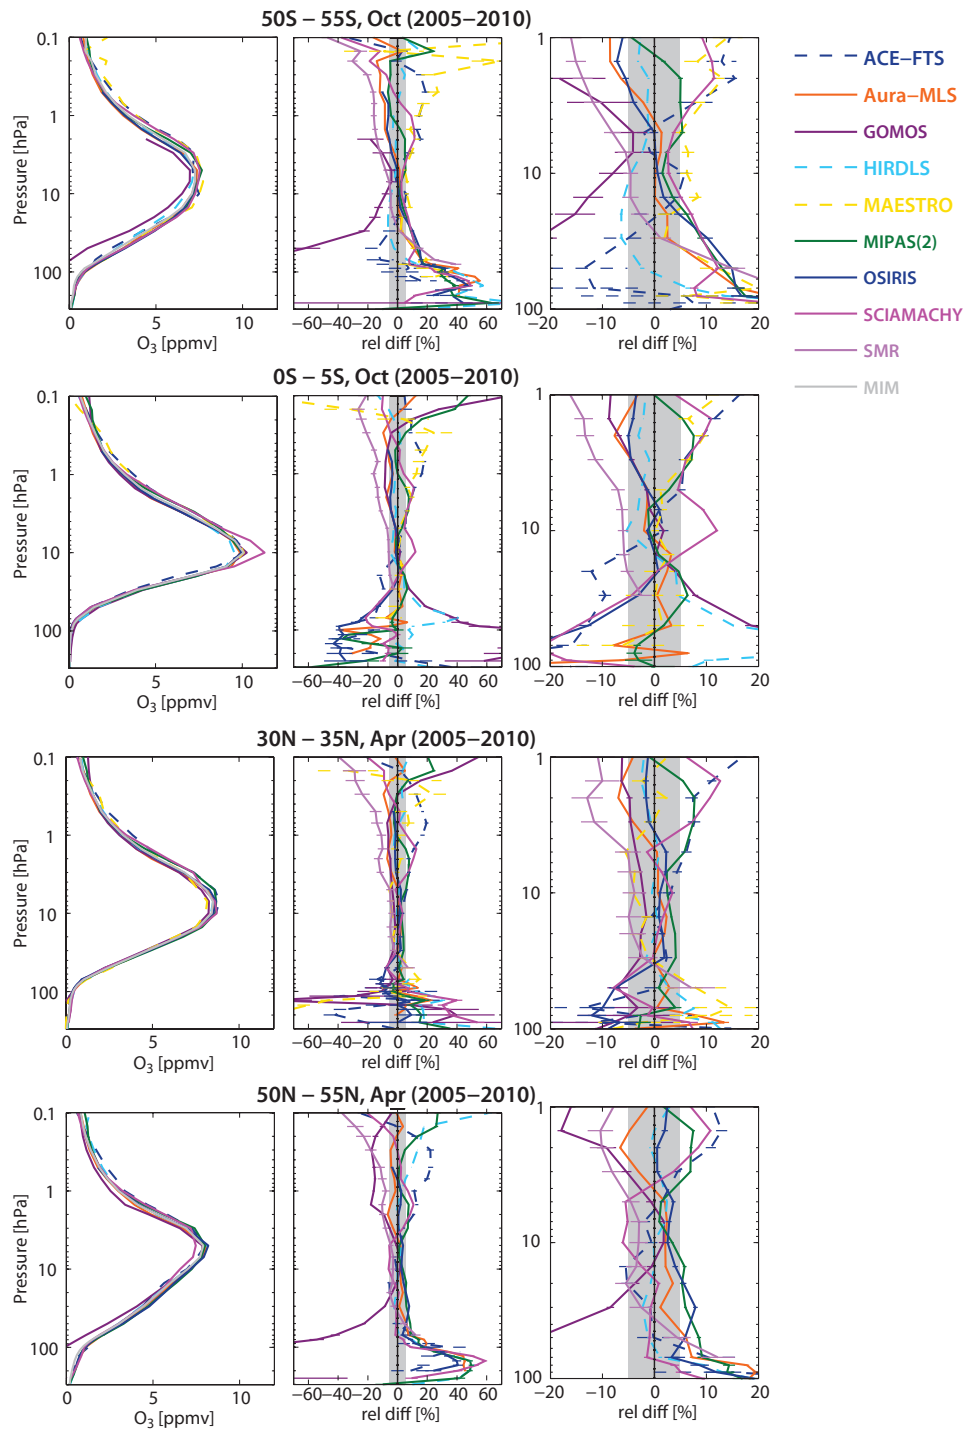 50S – 55S, Oct (2005–2010)
0.1
1
10
100
Pressure [hPa]
0 5 10
O3 [ppmv]
−60 −40 −20 0 20 40 60
rel diff [%]
1
10
100
−20 −10 0 10 20
rel diff [%]
ACE−FTS
Aura−MLS
GOMOS
HIRDLS
MAESTRO
MIPAS(2)
OSIRIS
SCIAMACHY
SMR
MIM
0S – 5S, Oct (2005−2010)
0.1
1
10
100
Pressure [hPa]
0 5 10
O3 [ppmv]
−60 −40 −20 0 20 40 60
rel diff [%]
1
10
100
−20 −10 0 10 20
rel diff [%]
30N − 35N, Apr (2005−2010)
0.1
1
10
100
Pressure [hPa]
0 5 10
O3 [ppmv]
−60 −40 −20 0 20 40 60
rel diff [%]
1
10
100
−20 −10 0 10 20
rel diff [%]
50N − 55N, Apr (2005−2010)
0.1
1
10
100
Pressure [hPa]
0 5 10
O3 [ppmv]
−60 −40 −20 0 20 40 60
rel diff [%]
1
10
100
−20 −10 0 10 20
rel diff [%]